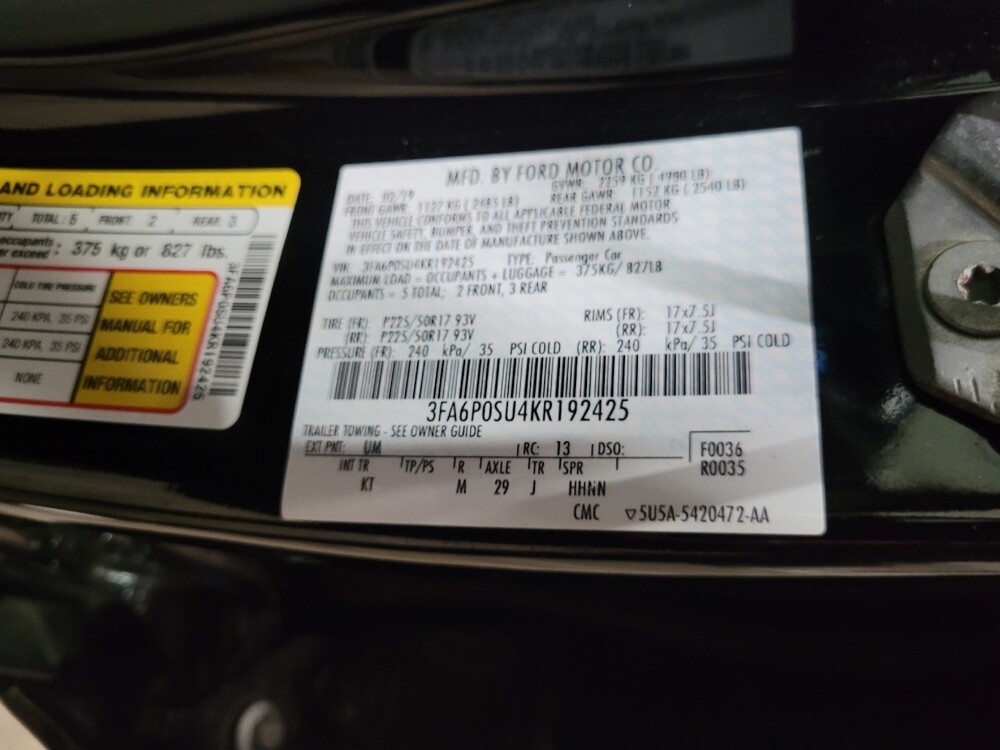 AND LOADING INFORMATION
TOTAL: 5 FRONT: 2 REAR: 3
occupants
exceed: 375 kg or 827 lbs.
COLD TIRE PRESSURE
240 KPA, 35 PSI
240 KPA, 35 PSI
NONE
SEE OWNERS
MANUAL FOR
ADDITIONAL
INFORMATION
MFD. BY FORD MOTOR CO.
DATE: 02/19 GVWR: 2259 KG ( 4980 LB)
FRONT GAWR: 1127 KG ( 2485 LB) REAR GAWR: 1152 KG ( 2540 LB)
THIS VEHICLE CONFORMS TO ALL APPLICABLE FEDERAL MOTOR
VEHICLE SAFETY, BUMPER, AND THEFT PREVENTION STANDARDS
IN EFFECT ON THE DATE OF MANUFACTURE SHOWN ABOVE.
VIN: 3FA6P0SU4KR192425 TYPE: Passenger Car
MAXIMUM LOAD = OCCUPANTS + LUGGAGE = 375KG/ 827LB
OCCUPANTS = 5 TOTAL; 2 FRONT, 3 REAR
TIRE (FR): P225/50R17 93V RIMS (FR): 17x7.5J
(RR): P225/50R17 93V (RR): 17x7.5J
PRESSURE (FR): 240 kPa/ 35 PSI COLD (RR): 240 kPa/ 35 PSI COLD
3FA6P0SU4KR192425
TRAILER TOWING - SEE OWNER GUIDE
EXT PNT: UM RC: 13 DSO: F0036
INT TR TP/PS R AXLE TR SPR R0035
KT M 29 J HHNN
CMC ▽5U5A-5420472-AA